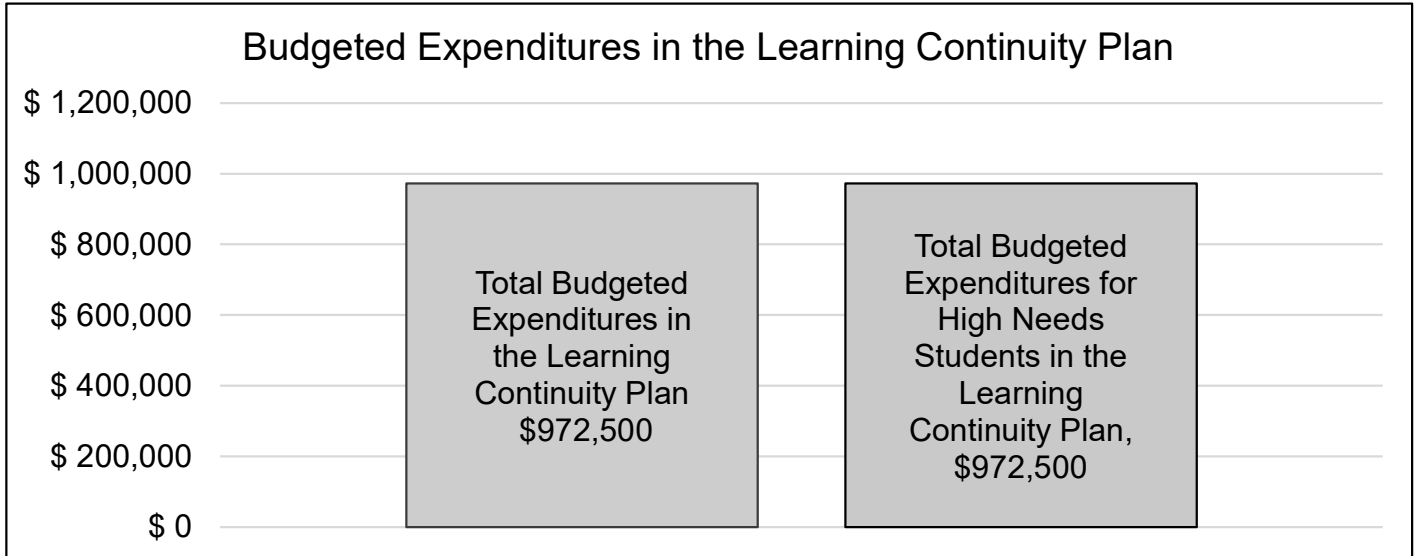 Budgeted Expenditures in the Learning Continuity Plan
$ 1,200,000
$ 1,000,000
$ 800,000
$ 600,000
$ 400,000
$ 200,000
$ 0
Total Budgeted
Expenditures in
the Learning
Continuity Plan
$972,500
Total Budgeted
Expenditures for
High Needs
Students in the
Learning
Continuity Plan,
$972,500